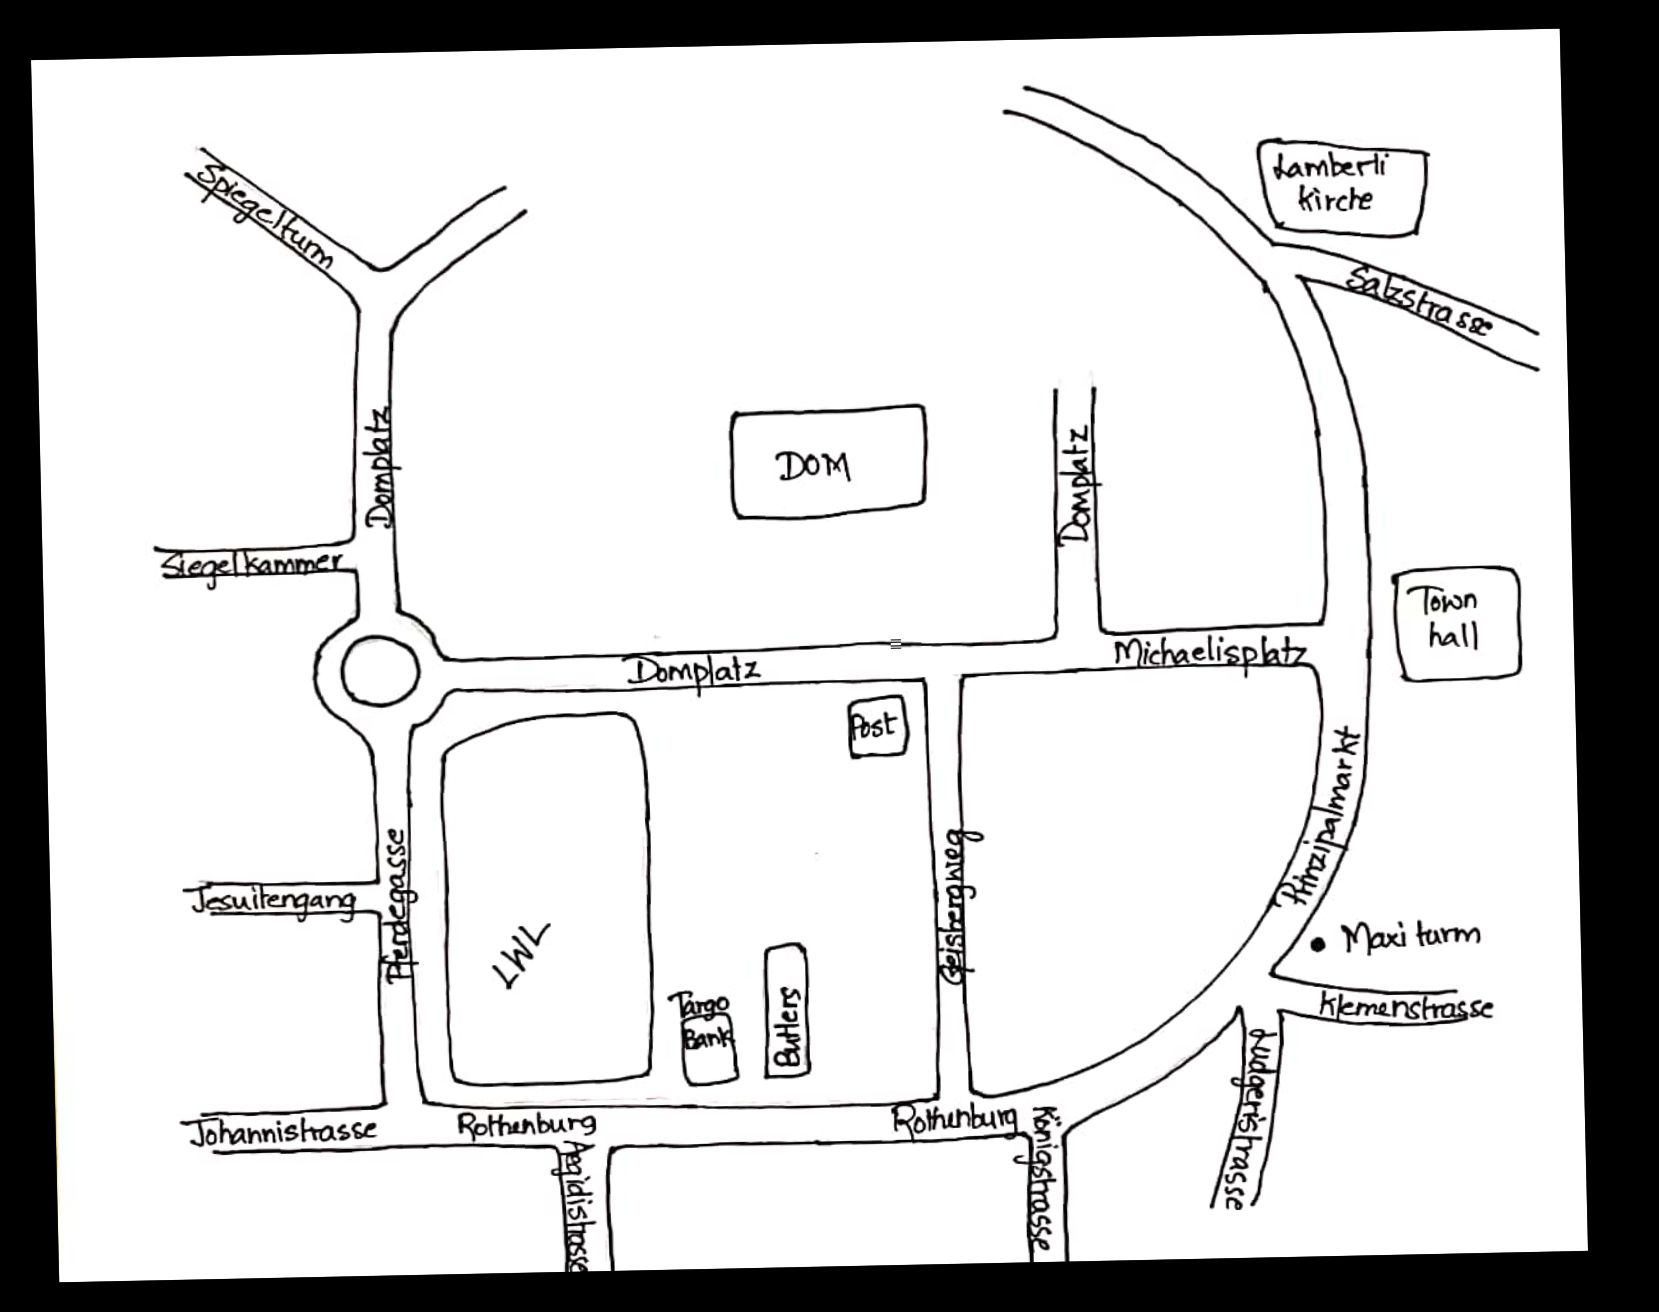 Lamberti
kirche
Spiegelturm
Salzstrasse
DOM
Domplatz
Domplatz
Siegelkammer
Town
hall
Michaelisplatz
Domplatz
Post
Prinzipalmarkt
Pferdegasse
Geisbergweg
Jesuitengang
LWL
Maxi turm
Targo
Bank
Butlers
Klemenstrasse
Ludgeristrasse
Johannistrasse
Rothenburg
Rothenburg
Königstrasse
Aegidistrasse